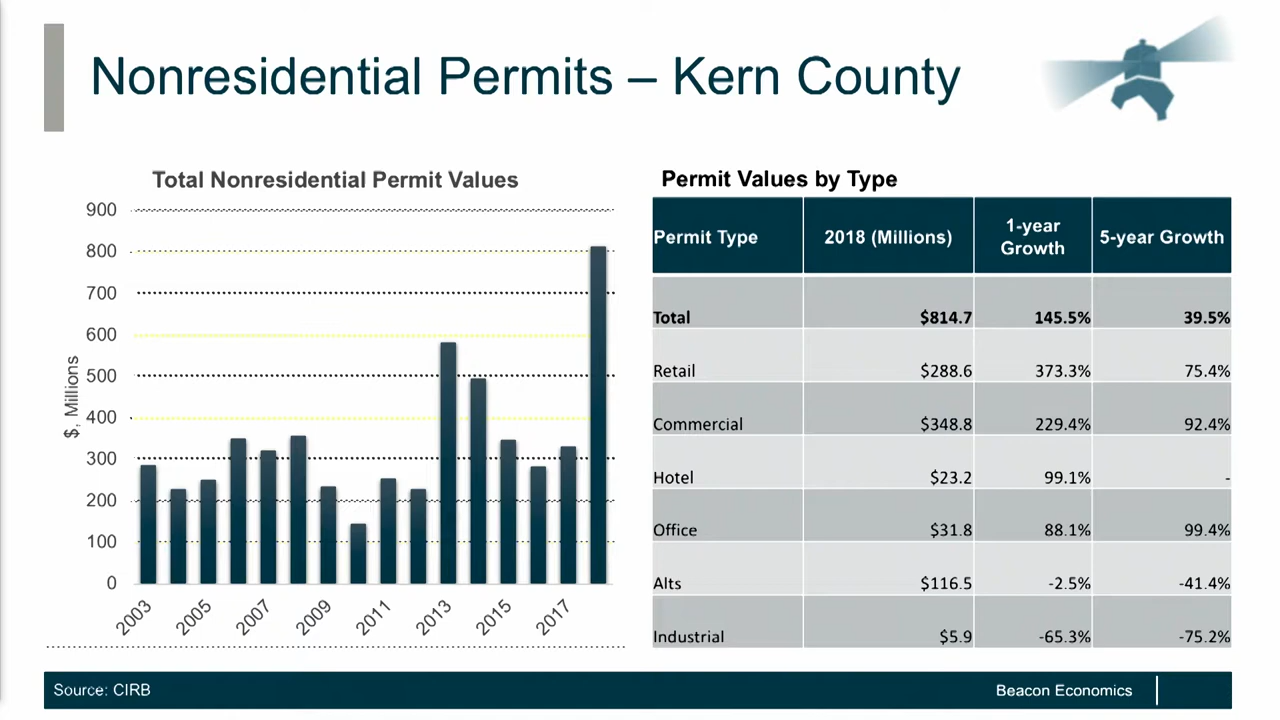 Nonresidential Permits – Kern County
Total Nonresidential Permit Values
900
800
700
600
500
400
300
200
100
0
$, Millions
2003
2005
2007
2009
2011
2013
2015
2017
Permit Values by Type
Permit Type 2018 (Millions) 1-year Growth 5-year Growth
Total $814.7 145.5% 39.5%
Retail $288.6 373.3% 75.4%
Commercial $348.8 229.4% 92.4%
Hotel $23.2 99.1% -
Office $31.8 88.1% 99.4%
Alts $116.5 -2.5% -41.4%
Industrial $5.9 -65.3% -75.2%
Source: CIRB
Beacon Economics